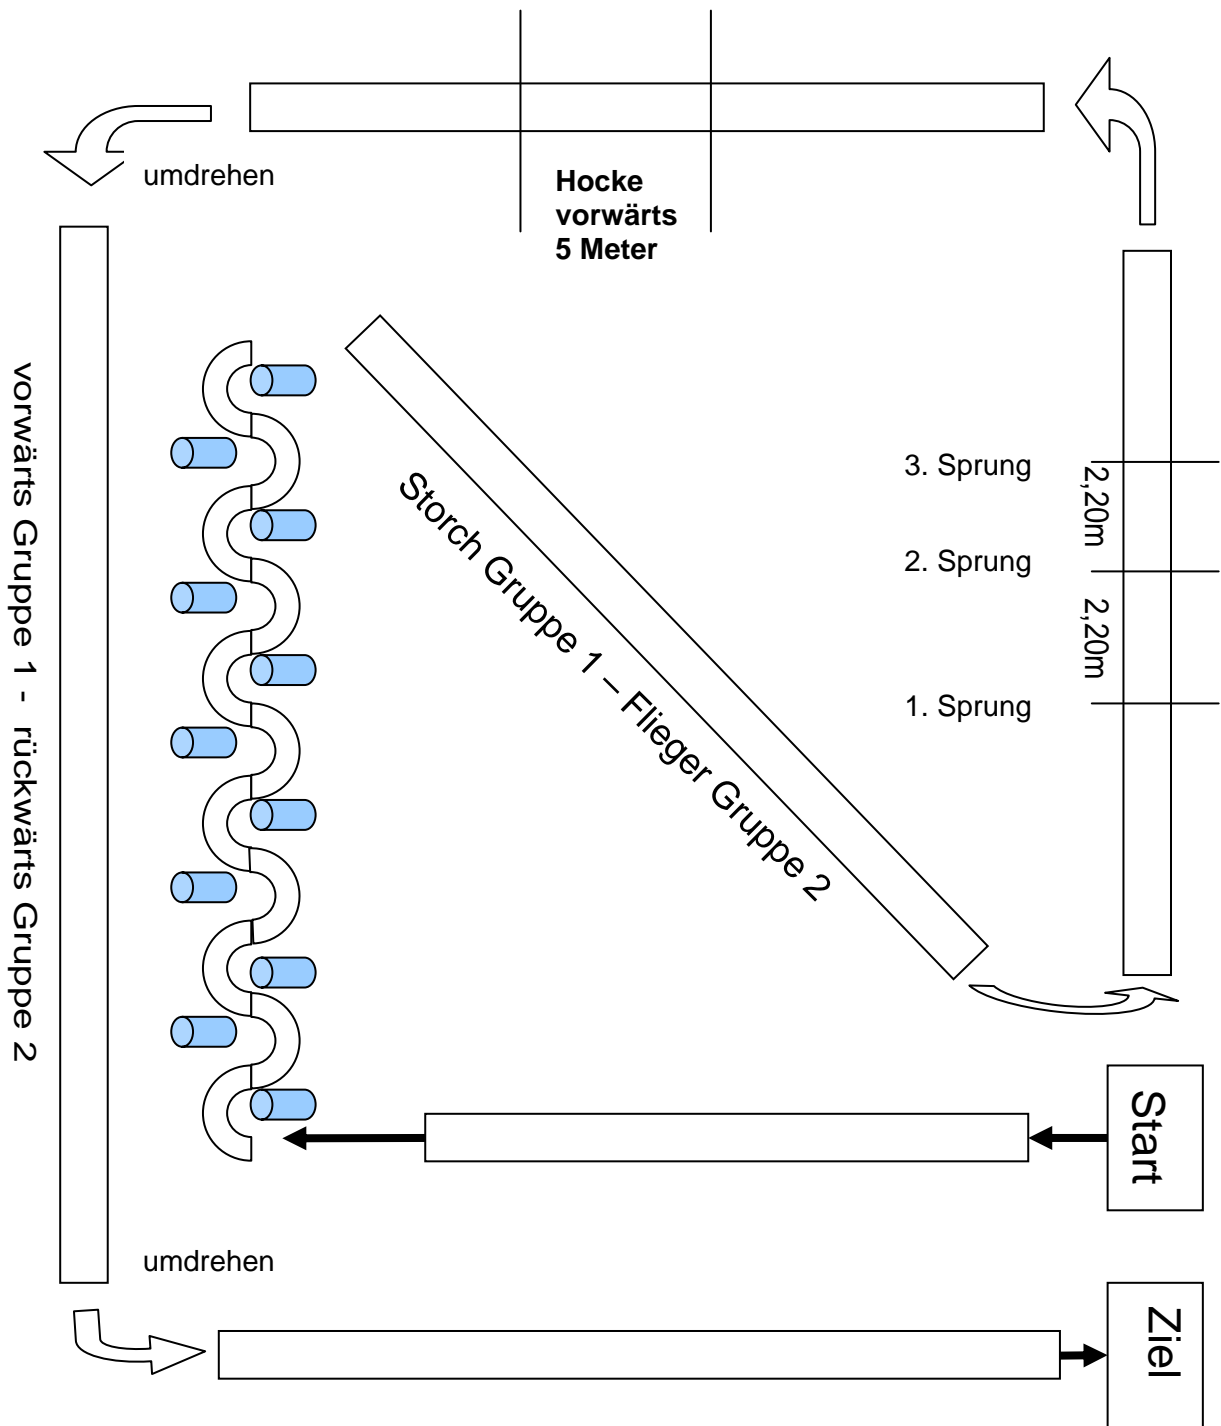 umdrehen
Hocke
vorwärts
5 Meter
vorwärts Gruppe 1 - rückwärts Gruppe 2
Storch Gruppe 1 – Flieger Gruppe 2
3. Sprung
2,20m
2. Sprung
2,20m
1. Sprung
Start
umdrehen
Ziel